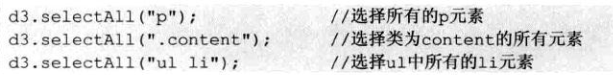 d3.selectAll("p");	//选择所有的p元素
d3.selectAll(".content");	//选择类为content的所有元素
d3.selectAll("ul li");	//选择ul中所有的li元素